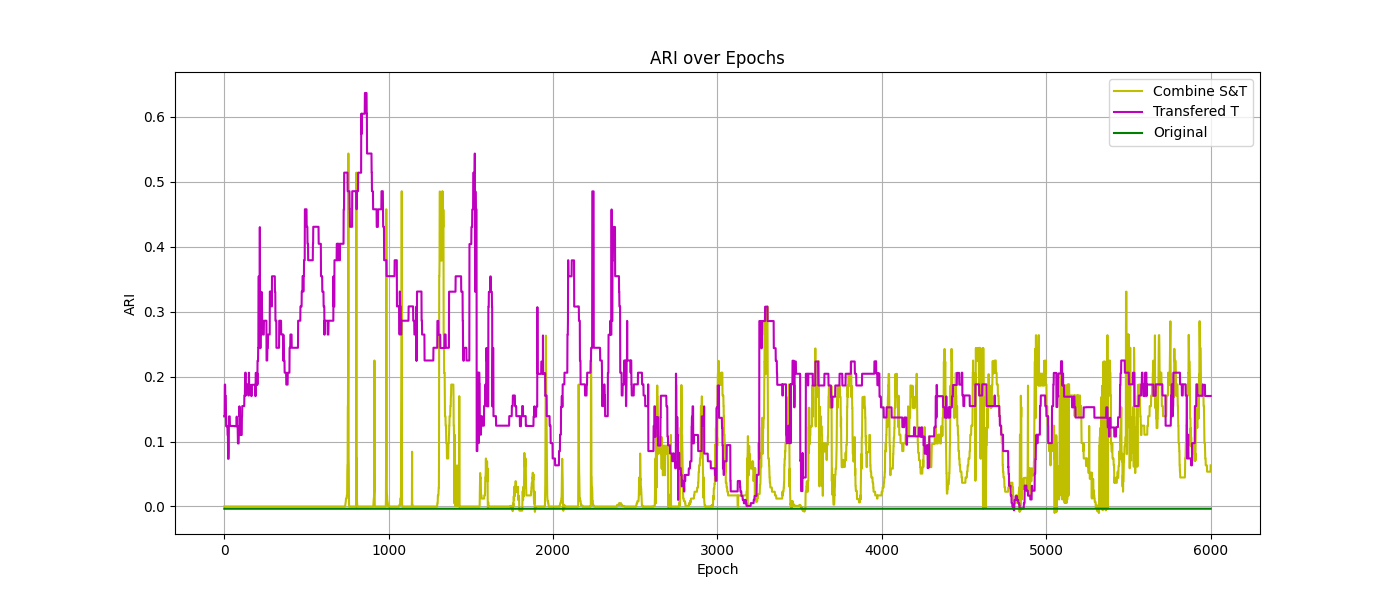 ARI over Epochs
Combine S&T
Transfered T
Original
ARI
0.6
0.5
0.4
0.3
0.2
0.1
0.0
0 1000 2000 3000 4000 5000 6000
Epoch